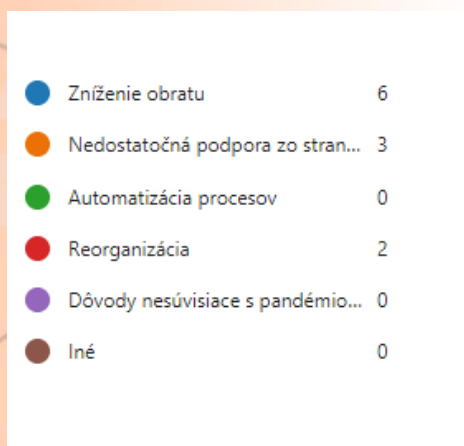 Zníženie obratu 6
Nedostatočná podpora zo stran... 3
Automatizácia procesov 0
Reorganizácia 2
Dôvody nesúvisiace s pandémio... 0
Iné 0